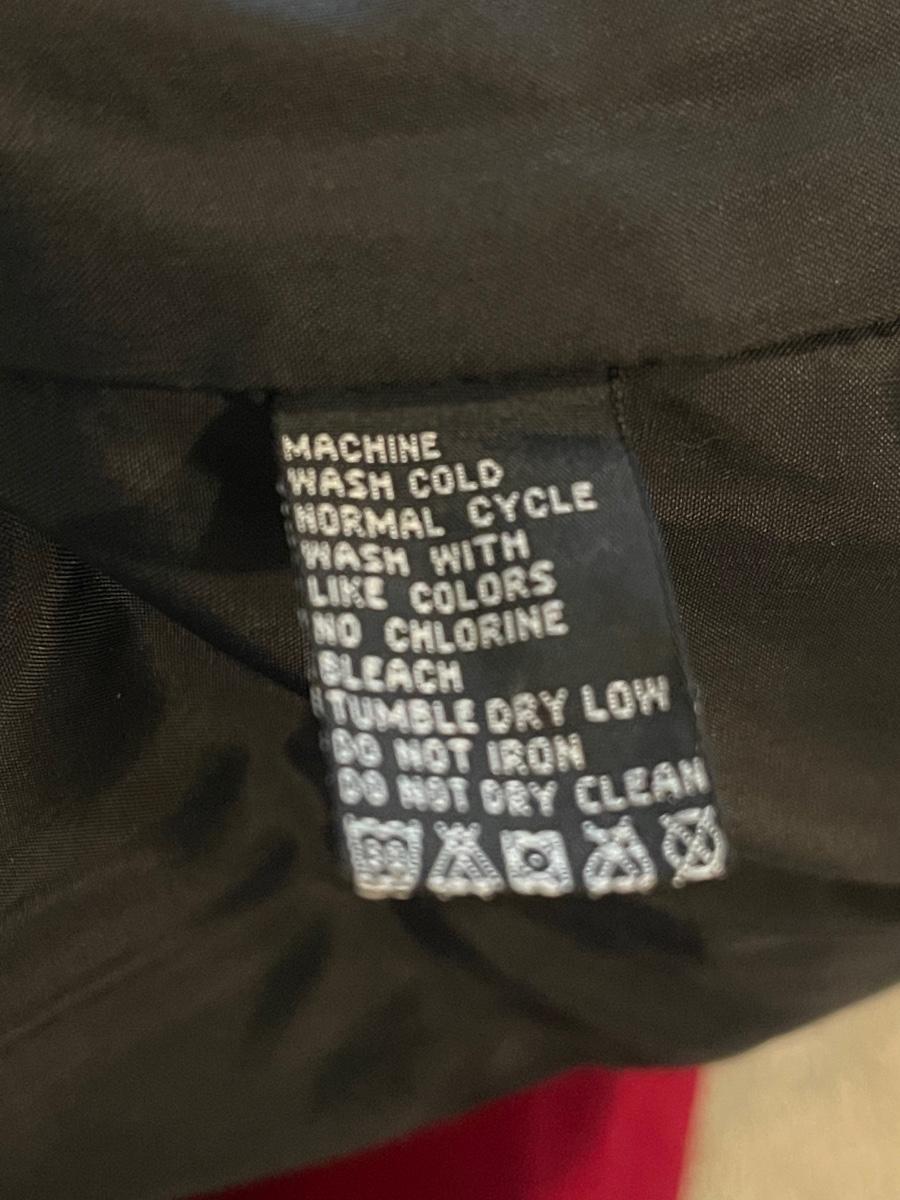 MACHINE
WASH COLD
NORMAL CYCLE
WASH WITH
LIKE COLORS
NO CHLORINE
BLEACH
TUMBLE DRY LOW
DO NOT IRON
DO NOT DRY CLEAN
30